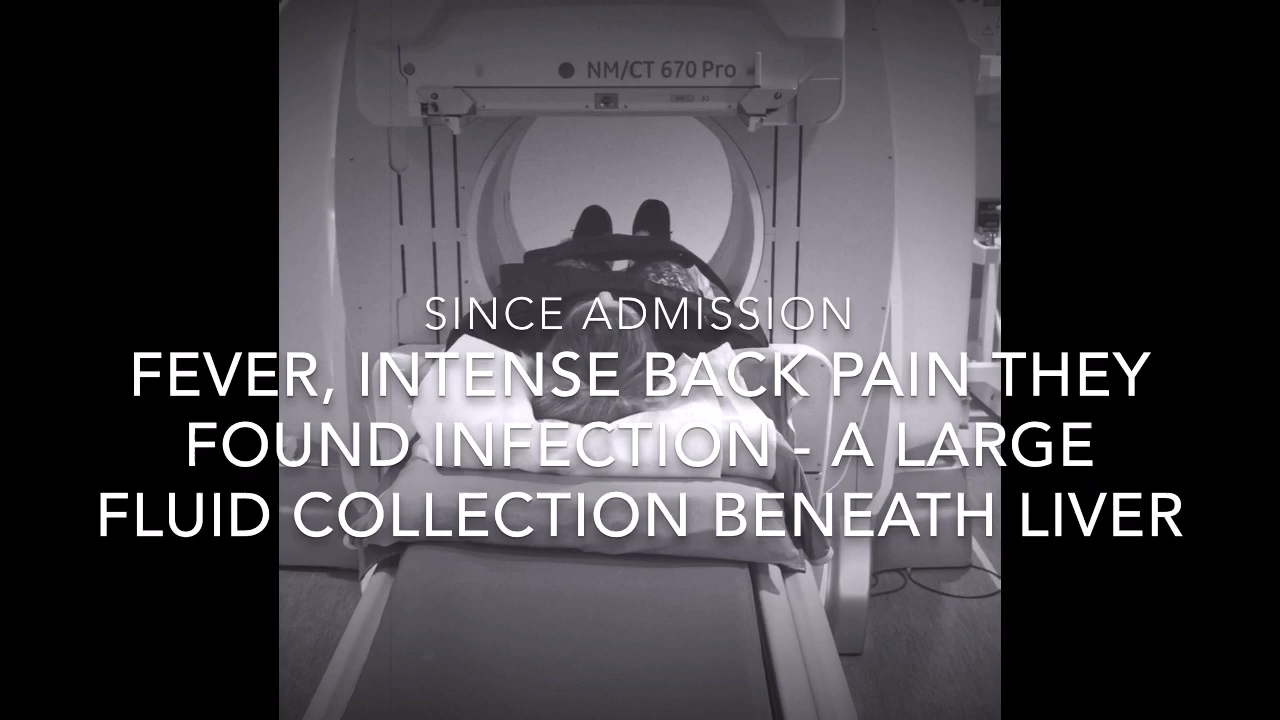 NM/CT 670 Pro
SINCE ADMISSION
FEVER, INTENSE BACK PAIN THEY
FOUND INFECTION - A LARGE
FLUID COLLECTION BENEATH LIVER